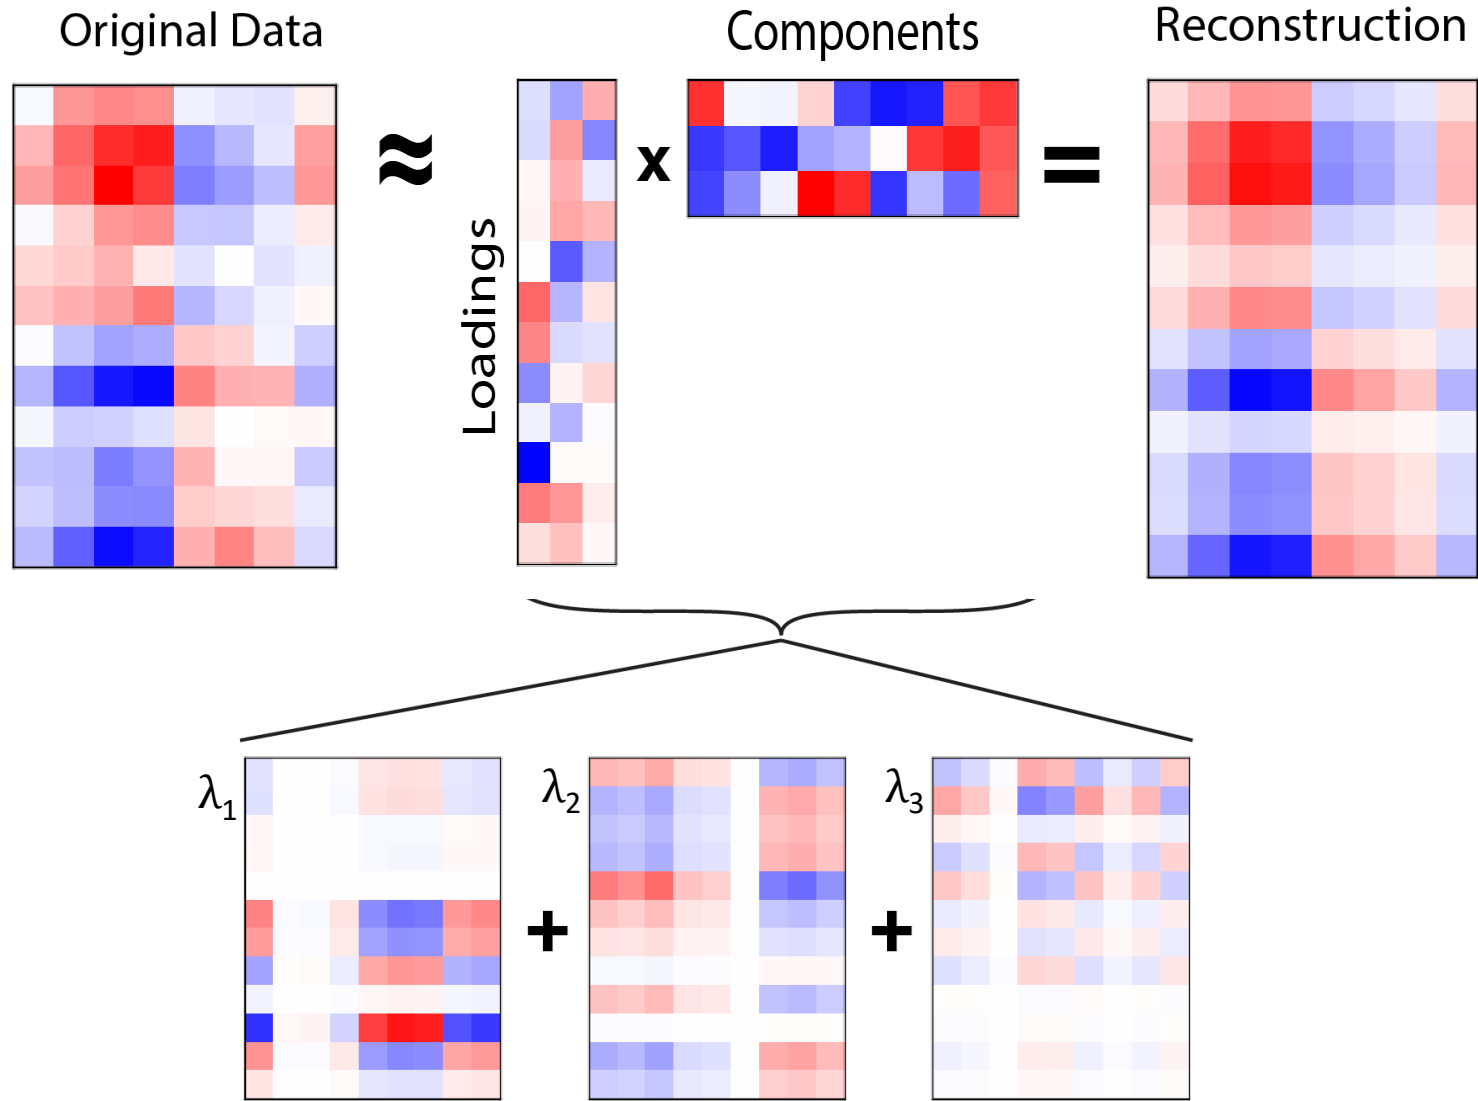 Original Data
≈
Loadings
x
Components
=
Reconstruction
λ1
+
λ2
+
λ3